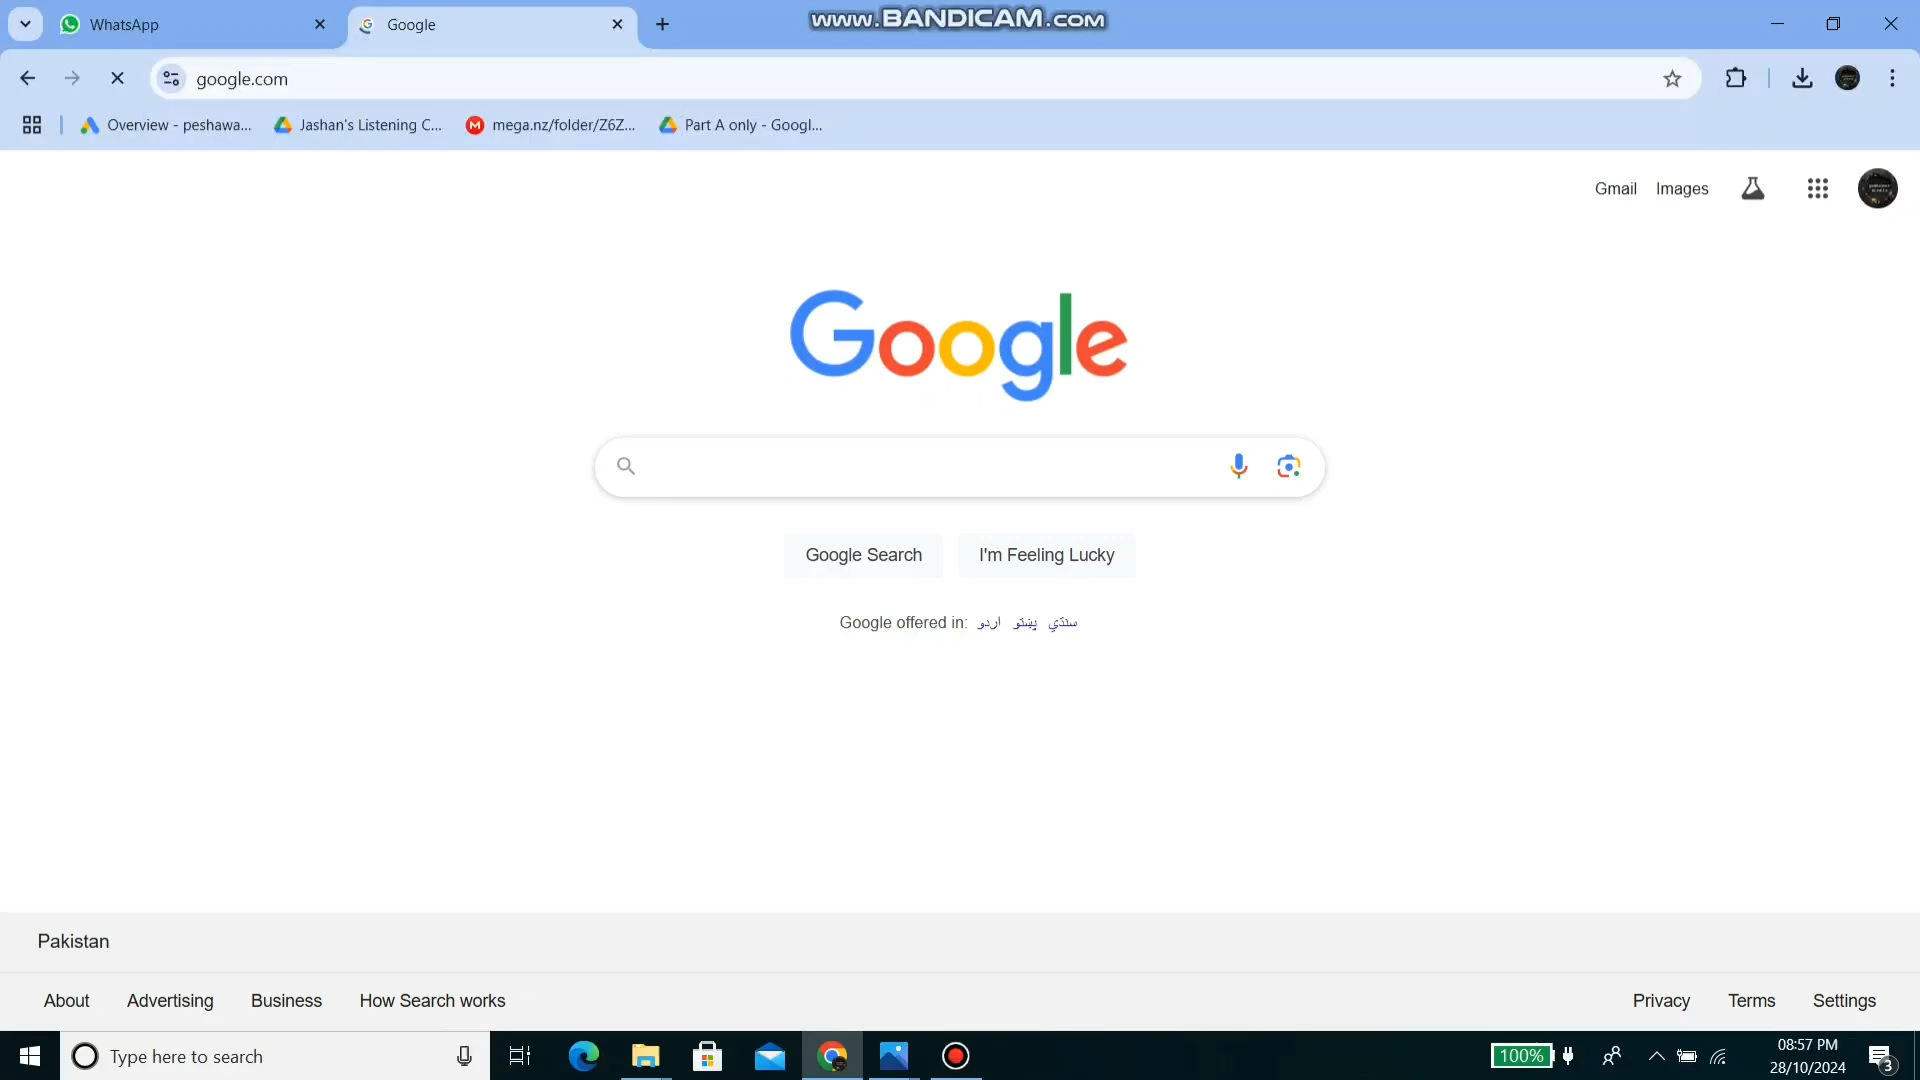 WhatsApp
Google
www.BANDICAM.com
google.com
Overview - peshawa...
Jashan's Listening C...
mega.nz/folder/Z6Z...
Part A only - Googl...
Gmail
Images
Google
Google Search
I'm Feeling Lucky
Google offered in: اردو پښتو سنڌي
Pakistan
About
Advertising
Business
How Search works
Privacy
Terms
Settings
Type here to search
100%
08:57 PM
28/10/2024
3